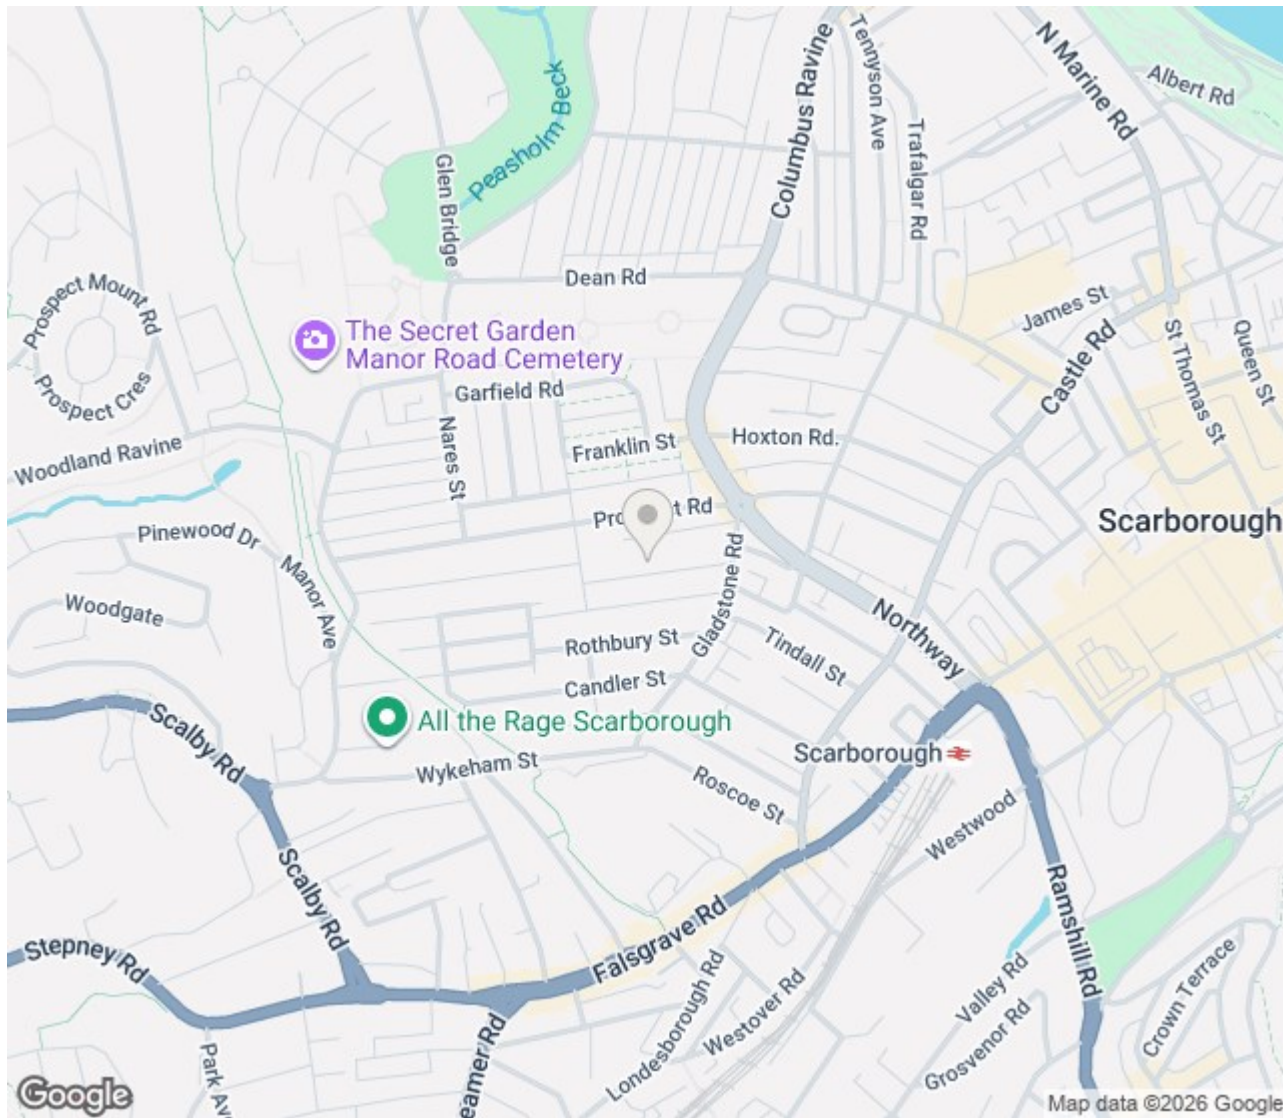 N Marine Rd
Albert Rd
Tennyson Ave
Columbus Ravine
Trafalgar Rd
Peasholm Beck
Glen Bridge
Dean Rd
Prospect Mount Rd
James St
Castle Rd
St Thomas St
Queen St
The Secret Garden
Manor Road Cemetery
Prospect Cres
Garfield Rd
Nares St
Franklin St
Hoxton Rd.
Woodland Ravine
Rd
Scarborough
Pinewood Dr
Manor Ave
Gladstone Rd
Woodgate
Northway
Rothbury St
Tindall St
Candler St
Scalby Rd
All the Rage Scarborough
Scarborough
Wykeham St
Roscoe St
Westwood
Scalby Rd
Ramshill Rd
Falsgrave Rd
Stepney Rd
Londesborough Rd
Westover Rd
Valley Rd
Grosvenor Rd
Crown Terrace
Park Av
eamer Rd
Google
Map data ©2026 Google